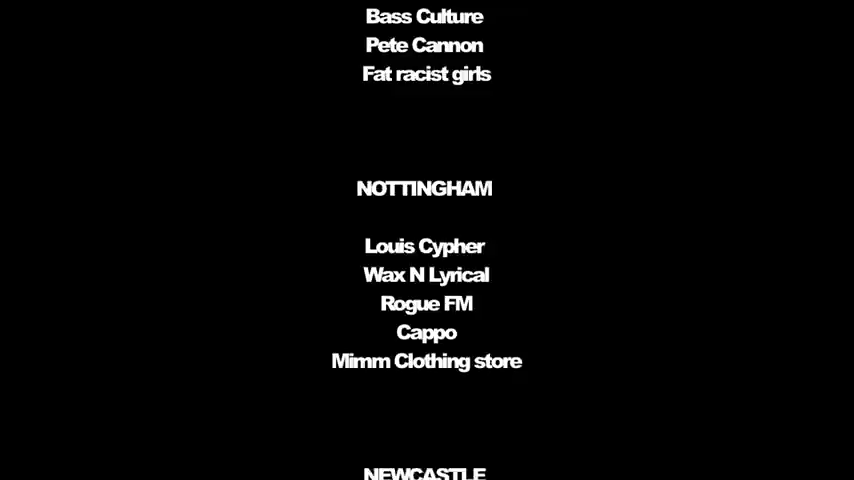 Bass Culture
Pete Cannon
Fat racist girls
NOTTINGHAM
Louis Cypher
Wax N Lyrical
Rogue FM
Cappo
Mimm Clothing store
NEWCASTLE